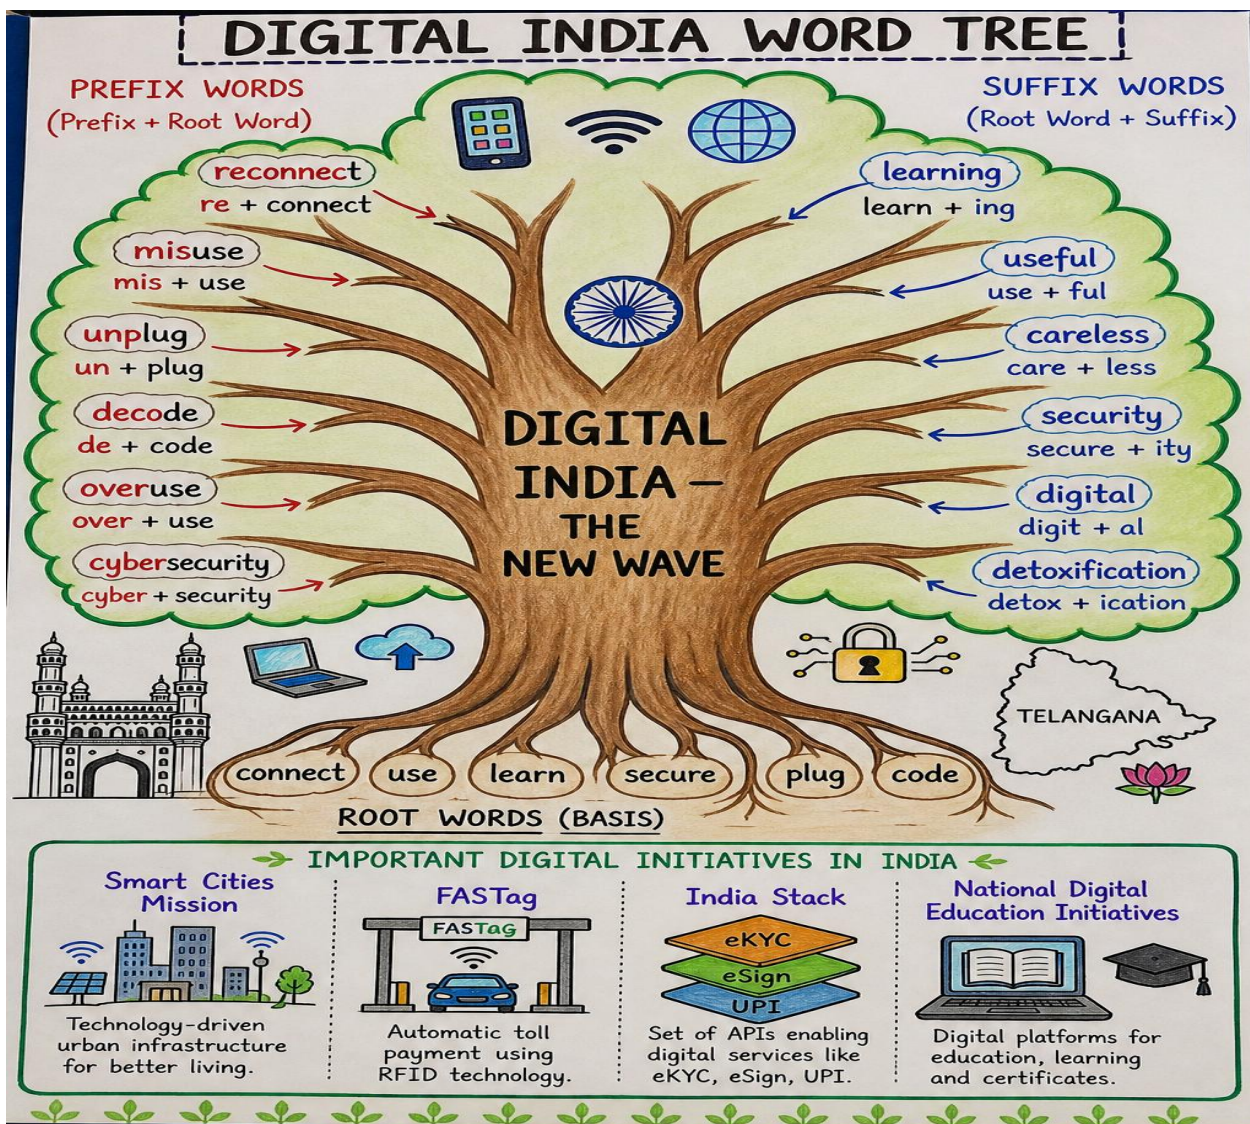 DIGITAL INDIA WORD TREE
PREFIX WORDS
(Prefix + Root Word)
SUFFIX WORDS
(Root Word + Suffix)
reconnect
re + connect
misuse
mis + use
unplug
un + plug
decode
de + code
overuse
over + use
cybersecurity
cyber + security
learning
learn + ing
useful
use + ful
careless
care + less
security
secure + ity
digital
digit + al
detoxification
detox + ication
DIGITAL
INDIA –
THE
NEW WAVE
TELANGANA
connect
use
learn
secure
plug
code
ROOT WORDS (BASIS)
IMPORTANT DIGITAL INITIATIVES IN INDIA
Smart Cities
Mission
Technology-driven
urban infrastructure
for better living.
FASTag
FASTag
Automatic toll
payment using
RFID technology.
India Stack
eKYC
eSign
UPI
Set of APIs enabling
digital services like
eKYC, eSign, UPI.
National Digital
Education Initiatives
Digital platforms for
education, learning
and certificates.